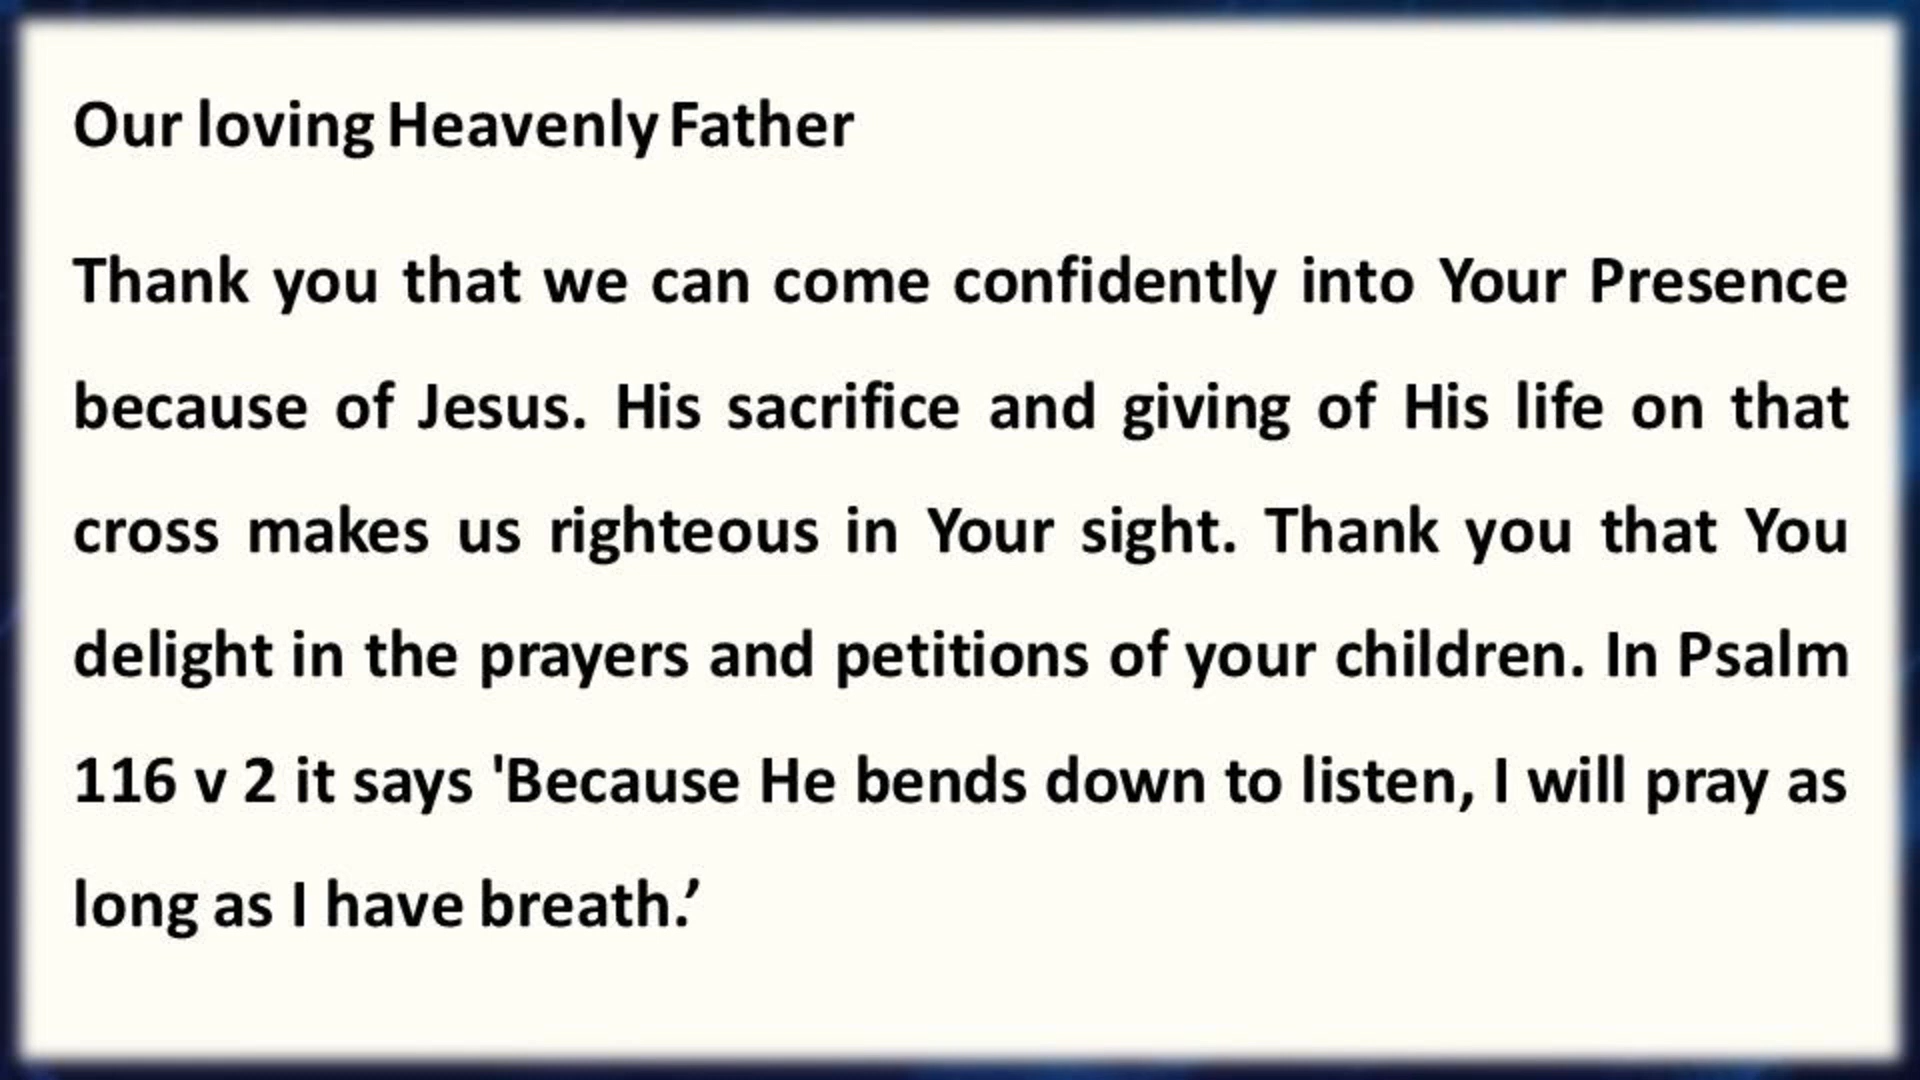 Our loving Heavenly Father
Thank you that we can come confidently into Your Presence
because of Jesus. His sacrifice and giving of His life on that
cross makes us righteous in Your sight. Thank you that You
delight in the prayers and petitions of your children. In Psalm
116 v 2 it says 'Because He bends down to listen, I will pray as
long as I have breath.’